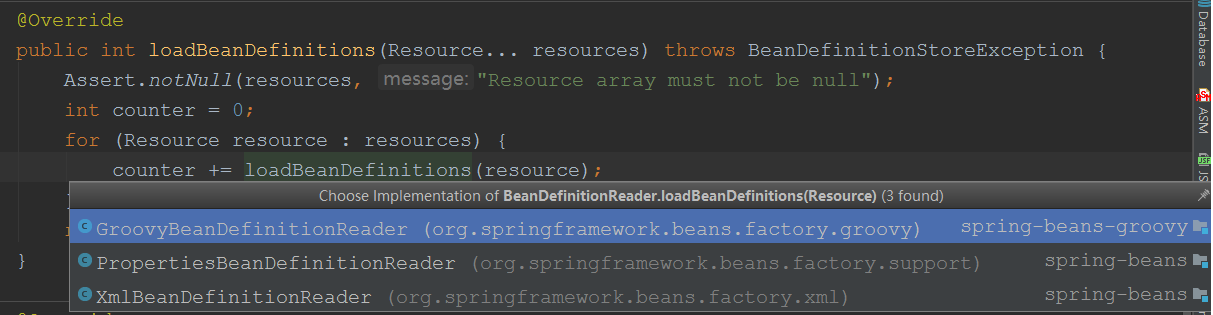 @Override
public int loadBeanDefinitions(Resource... resources) throws BeanDefinitionStoreException {
Assert.notNull(resources, message: "Resource array must not be null");
int counter = 0;
for (Resource resource : resources) {
counter += loadBeanDefinitions(resource);
Choose Implementation of BeanDefinitionReader.loadBeanDefinitions(Resource) (3 found)
GroovyBeanDefinitionReader (org.springframework.beans.factory.groovy) spring-beans-groovy
PropertiesBeanDefinitionReader (org.springframework.beans.factory.support) spring-beans
XmlBeanDefinitionReader (org.springframework.beans.factory.xml) spring-beans
}
Database
ASM
JSF